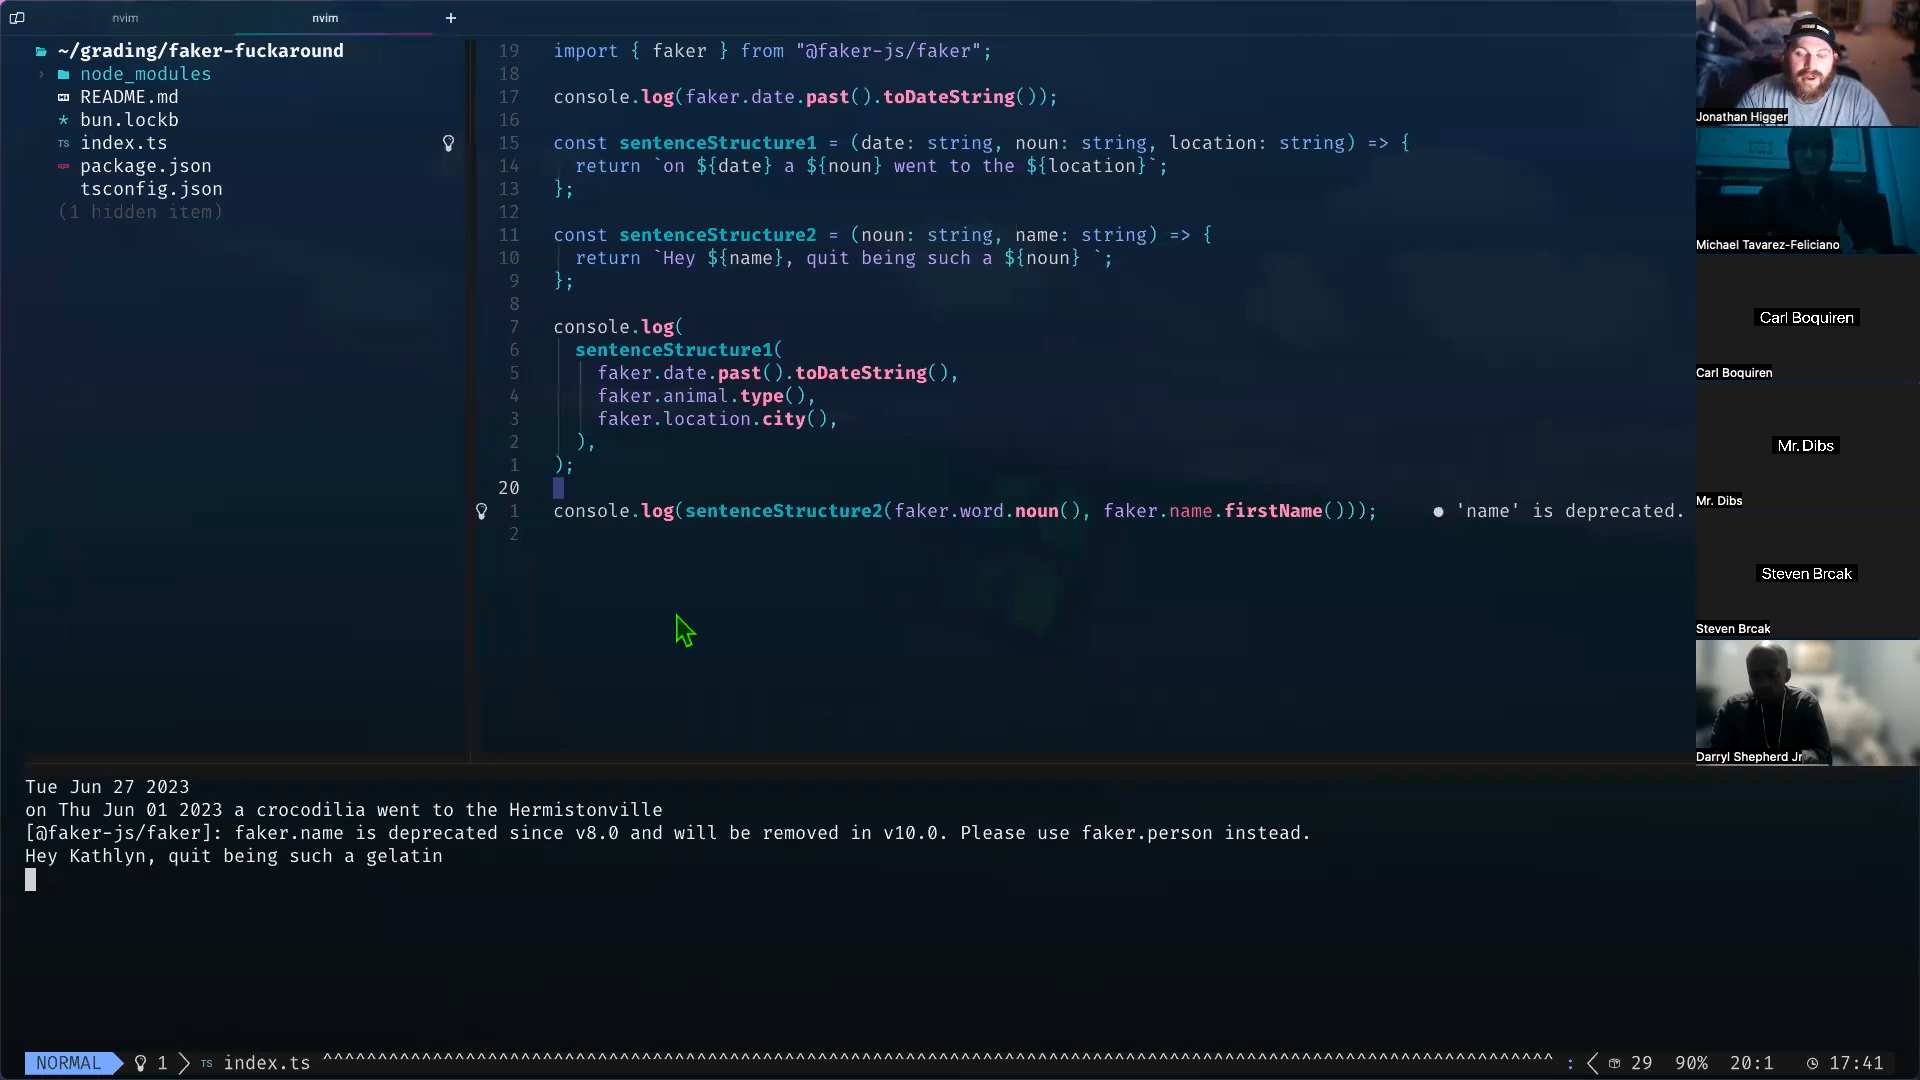 nvim nvim +
~/grading/faker-fuckaround
node_modules
README.md
bun.lockb
TS index.ts
package.json
tsconfig.json
(1 hidden item)
19 import { faker } from "@faker-js/faker";
18
17 console.log(faker.date.past().toDateString());
16
15 const sentenceStructure1 = (date: string, noun: string, location: string) => {
14 return `on ${date} a ${noun} went to the ${location}`;
13 };
12
11 const sentenceStructure2 = (noun: string, name: string) => {
10 return `Hey ${name}, quit being such a ${noun} `;
9 };
8
7 console.log(
6 sentenceStructure1(
5 faker.date.past().toDateString(),
4 faker.animal.type(),
3 faker.location.city(),
2 ),
1 );
20
1 console.log(sentenceStructure2(faker.word.noun(), faker.name.firstName())); ● 'name' is deprecated.
2
Tue Jun 27 2023
on Thu Jun 01 2023 a crocodilia went to the Hermistonville
[@faker-js/faker]: faker.name is deprecated since v8.0 and will be removed in v10.0. Please use faker.person instead.
Hey Kathlyn, quit being such a gelatin
NORMAL 1 TS index.ts ^^^^^^^^^^^^^^^^^^^^^^^^^^^^^^^^^^^^^^^^^^^^^^^^^^^^^^^^^^^^^^^^^^^^^^^^^^^^^^^^^^^^^^^^^^^^^^^^^^^^^^^^^^^^^^^^ : 29 90% 20:1 17:41
Jonathan Higger
Michael Tavarez-Feliciano
Carl Boquiren
Carl Boquiren
Mr. Dibs
Mr. Dibs
Steven Brcak
Steven Brcak
Darryl Shepherd Jr